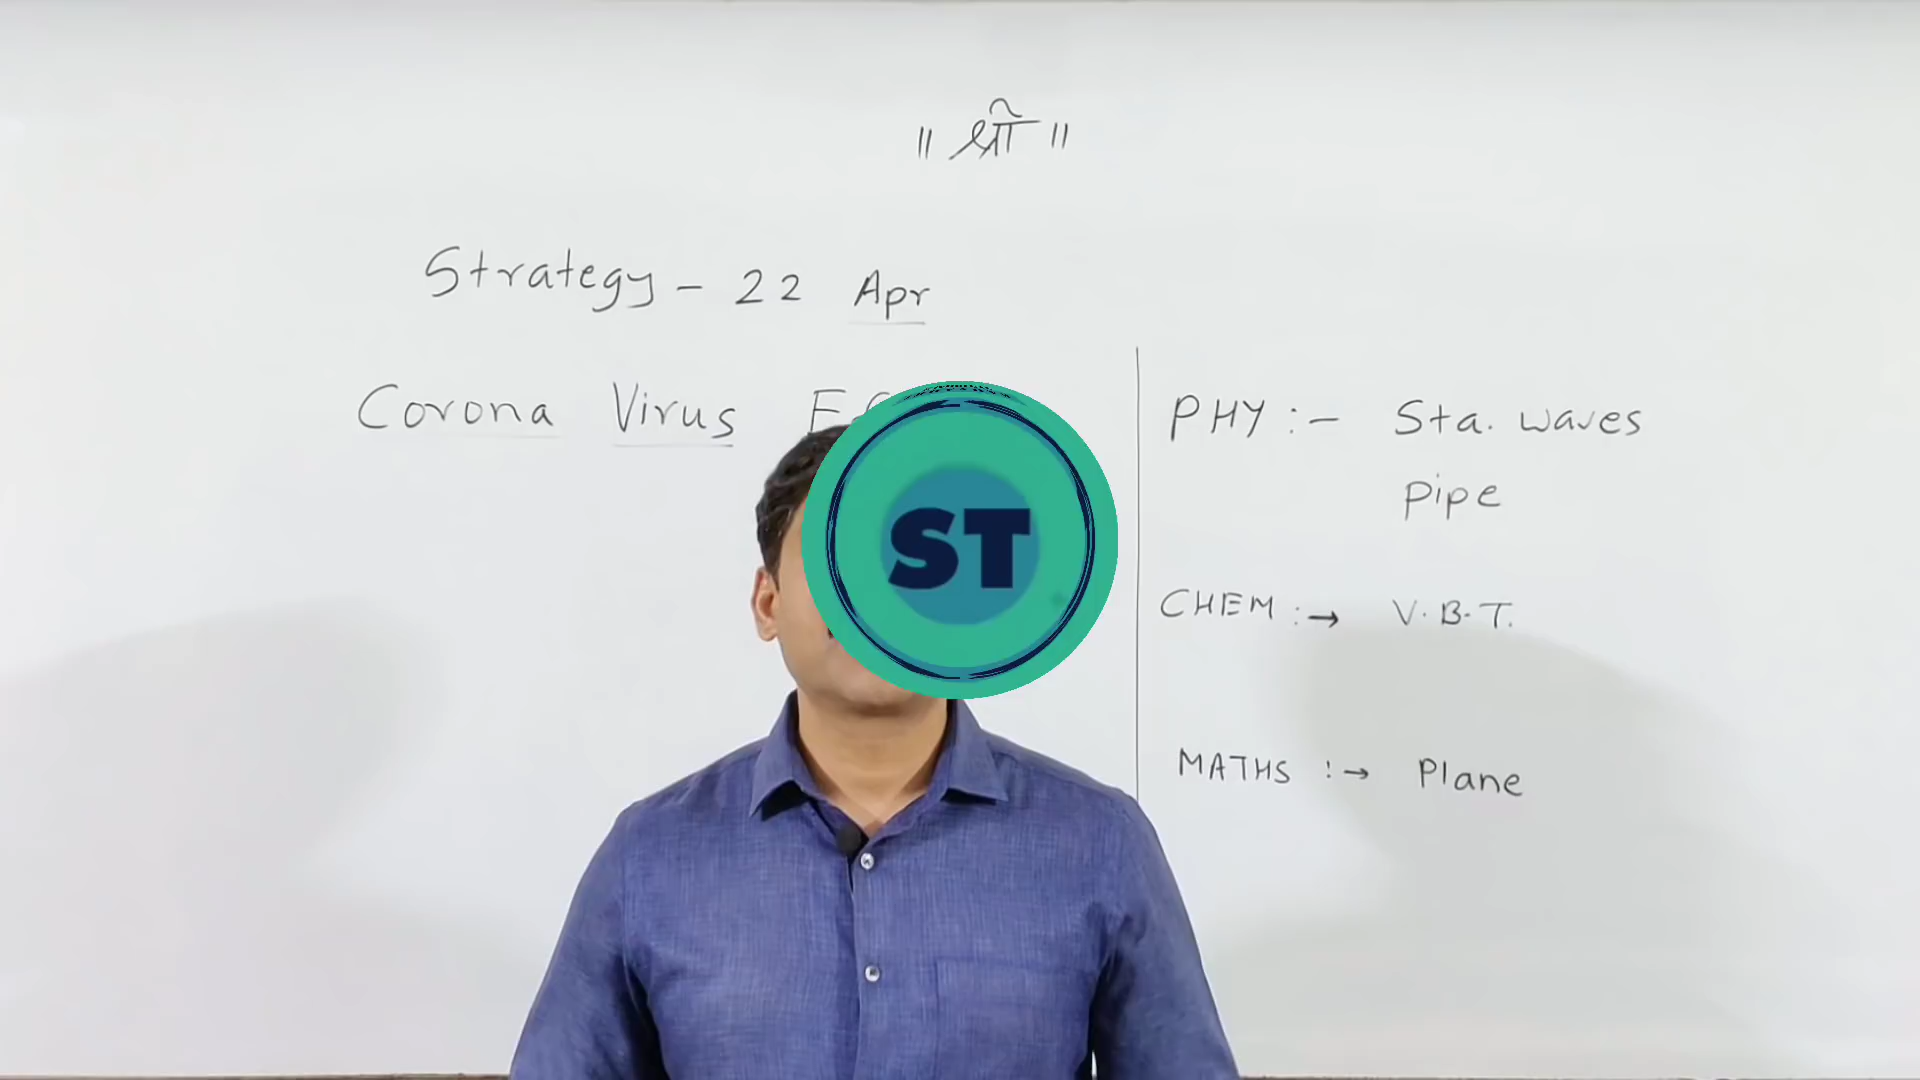 ॥ श्री ॥
Strategy - 22 Apr
Corona Virus
PHY :- Sta. waves
Pipe
CHEM :→ V.B.T.
MATHS :→ Plane
ST